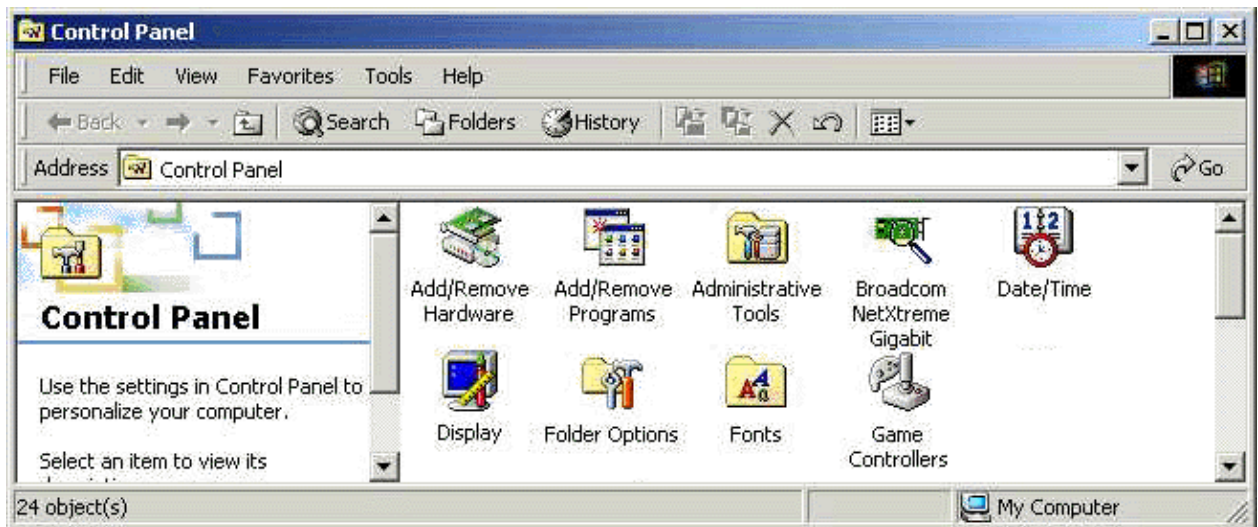 Control Panel
File Edit View Favorites Tools Help
Back Search Folders History
Address Control Panel Go
Control Panel
Use the settings in Control Panel to
personalize your computer.
Select an item to view its
Add/Remove
Hardware
Add/Remove
Programs
Administrative
Tools
Broadcom
NetXtreme
Gigabit
Date/Time
Display
Folder Options
Fonts
Game
Controllers
24 object(s) My Computer